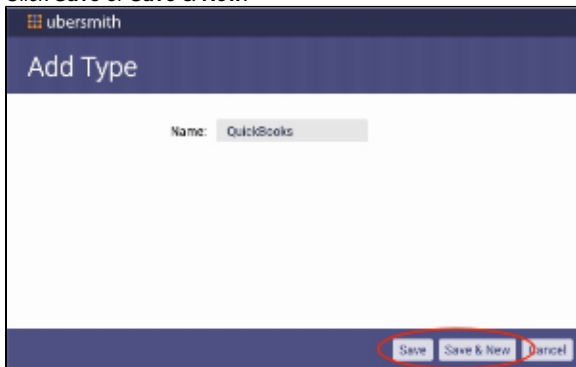 Click Save or Save & New.
ubersmith
Add Type
Name: QuickBooks
Save Save & New Cancel